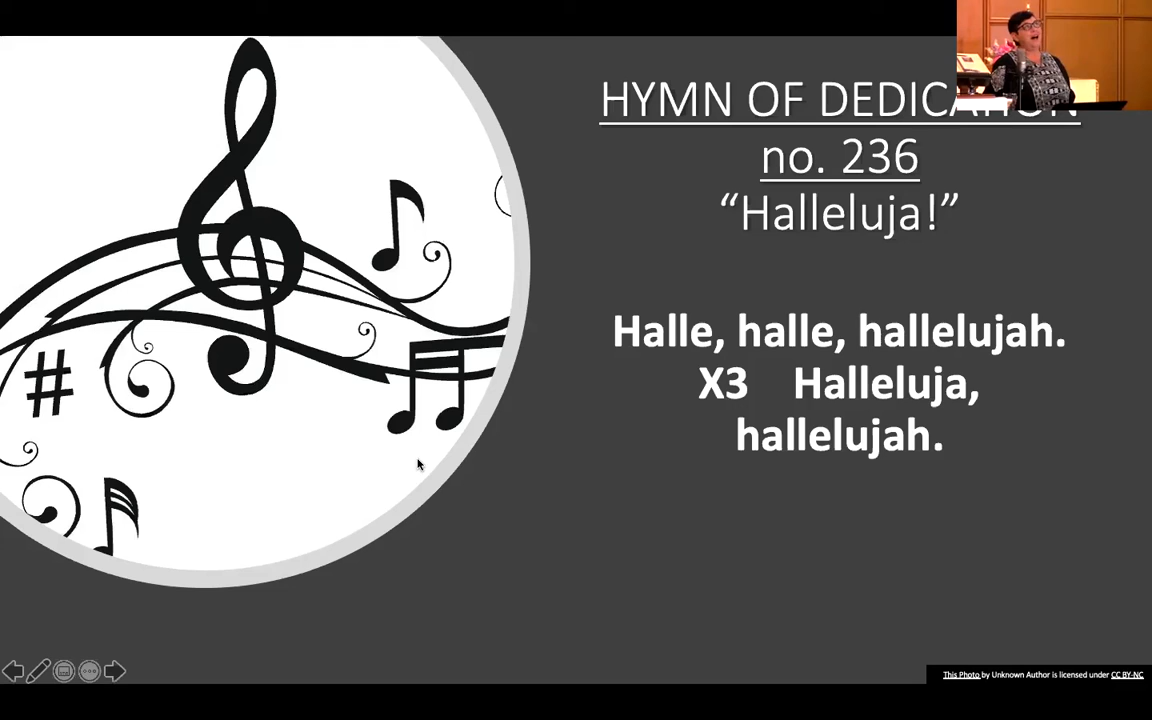 HYMN OF DEDICATION
no. 236
“Halleluja!”
Halle, halle, hallelujah.
X3 Halleluja,
hallelujah.
This Photo by Unknown Author is licensed under CC BY-NC